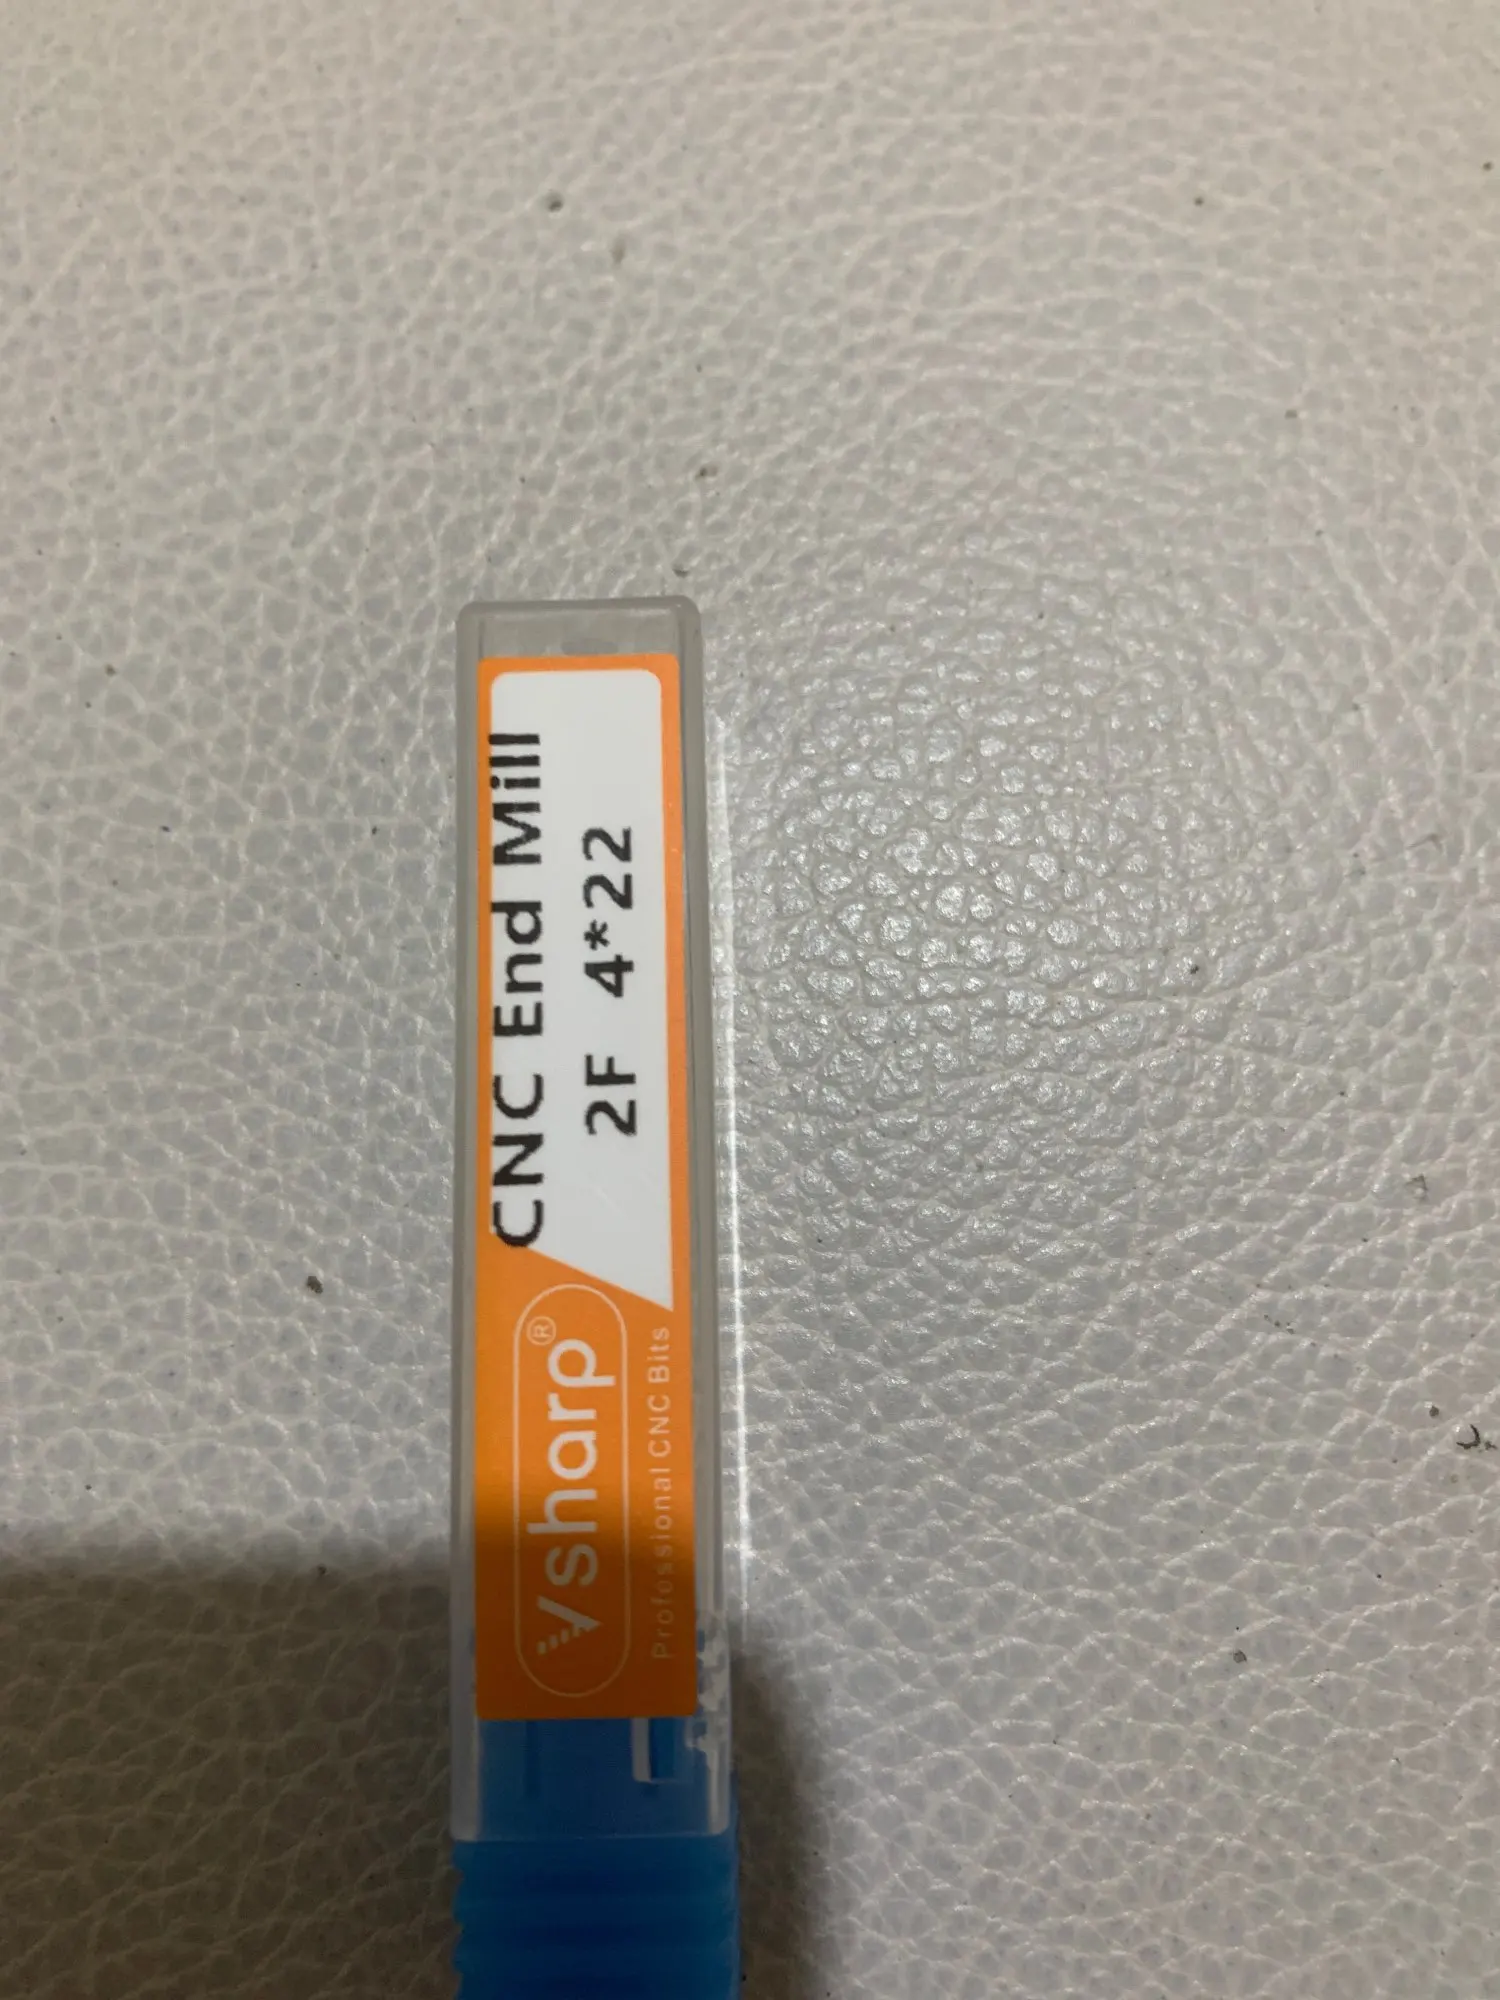 CNC End Mill
2F 4*22
Vsharp®
Professional CNC Bits